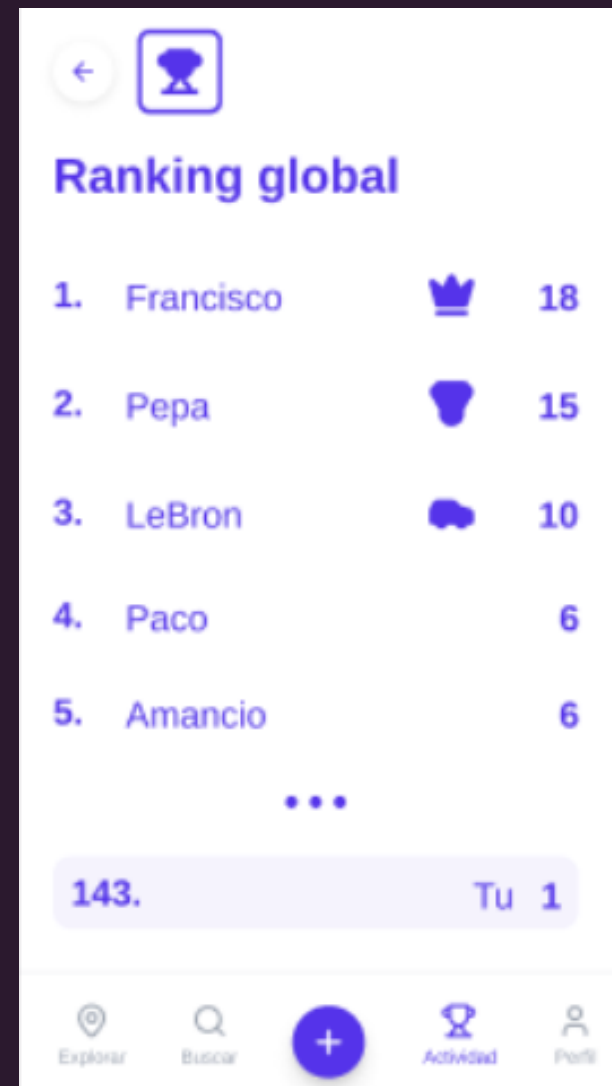 Ranking global
1. Francisco 18
2. Pepa 15
3. LeBron 10
4. Paco 6
5. Amancio 6
•••
143. Tu 1
Explorar Buscar + Actividad Perfil